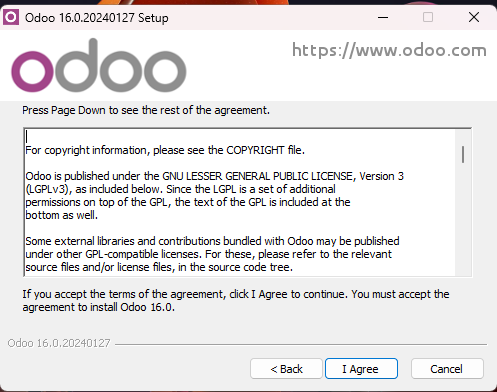 Odoo 16.0.20240127 Setup
odoo
https://www.odoo.com
Press Page Down to see the rest of the agreement.
For copyright information, please see the COPYRIGHT file.
Odoo is published under the GNU LESSER GENERAL PUBLIC LICENSE, Version 3
(LGPLv3), as included below. Since the LGPL is a set of additional
permissions on top of the GPL, the text of the GPL is included at the
bottom as well.
Some external libraries and contributions bundled with Odoo may be published
under other GPL-compatible licenses. For these, please refer to the relevant
source files and/or license files, in the source code tree.
If you accept the terms of the agreement, click I Agree to continue. You must accept the
agreement to install Odoo 16.0.
Odoo 16.0.20240127
< Back
I Agree
Cancel